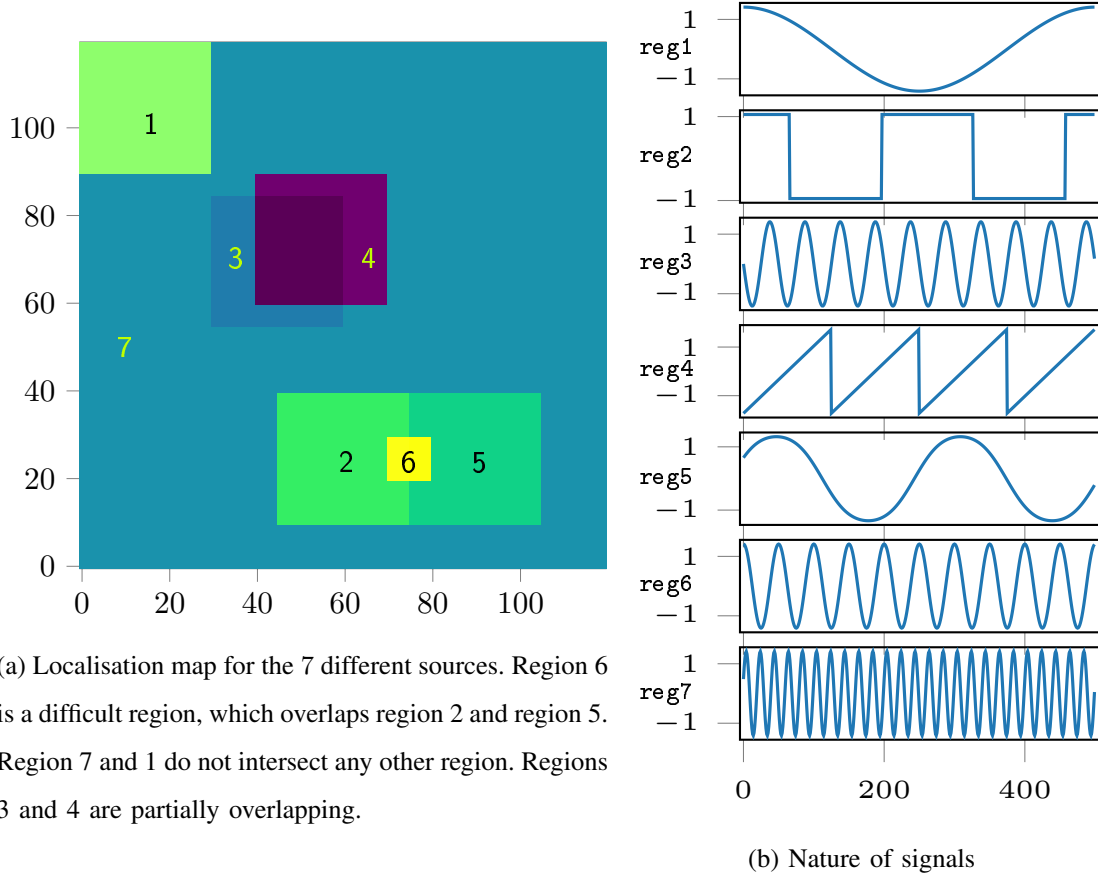 100
80
60
40
20
0
0 20 40 60 80 100
1
3
4
7
2
6
5
(a) Localisation map for the 7 different sources. Region 6
is a difficult region, which overlaps region 2 and region 5.
Region 7 and 1 do not intersect any other region. Regions
3 and 4 are partially overlapping.
1
reg1
−1
1
reg2
−1
1
reg3
−1
1
reg4
−1
1
reg5
−1
1
reg6
−1
1
reg7
−1
0 200 400
(b) Nature of signals